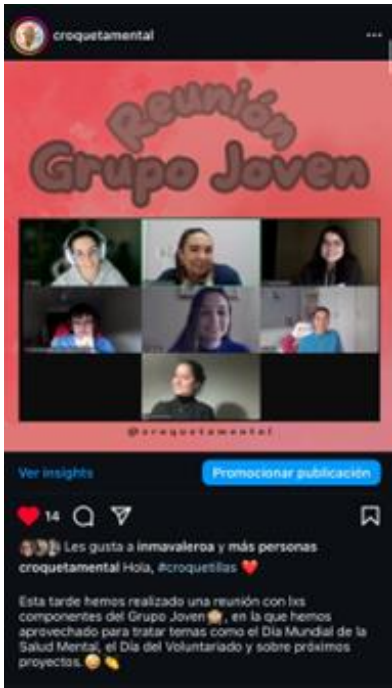 croquetamental
Reunión
Grupo Joven
@croquetamental
Ver insights
Promocionar publicación
14
Les gusta a inmavaleroa y más personas
croquetamental Hola, #croquetillas ❤️
Esta tarde hemos realizado una reunión con lxs
componentes del Grupo Joven🙊, en la que hemos
aprovechado para tratar temas como el Día Mundial de la
Salud Mental, el Día del Voluntariado y sobre próximos
proyectos.